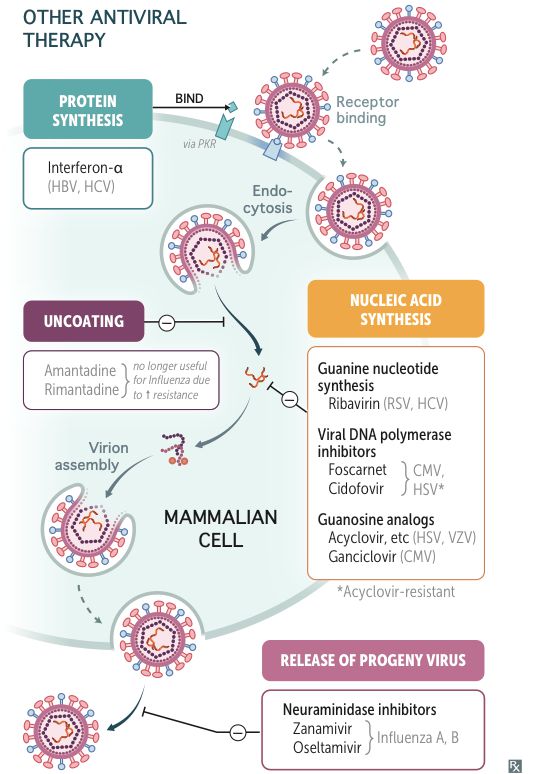 OTHER ANTIVIRAL
THERAPY
PROTEIN
SYNTHESIS
BIND
via PKR
Receptor
binding
Interferon-α
(HBV, HCV)
Endo-
cytosis
UNCOATING
−
Amantadine
Rimantadine
no longer useful
for Influenza due
to ↑ resistance
NUCLEIC ACID
SYNTHESIS
−
Guanine nucleotide
synthesis
Ribavirin (RSV, HCV)
Viral DNA polymerase
inhibitors
Foscarnet
Cidofovir
CMV,
HSV*
Guanosine analogs
Acyclovir, etc (HSV, VZV)
Ganciclovir (CMV)
*Acyclovir-resistant
Virion
assembly
MAMMALIAN
CELL
RELEASE OF PROGENY VIRUS
−
Neuraminidase inhibitors
Zanamivir
Oseltamivir
Influenza A, B
Rx